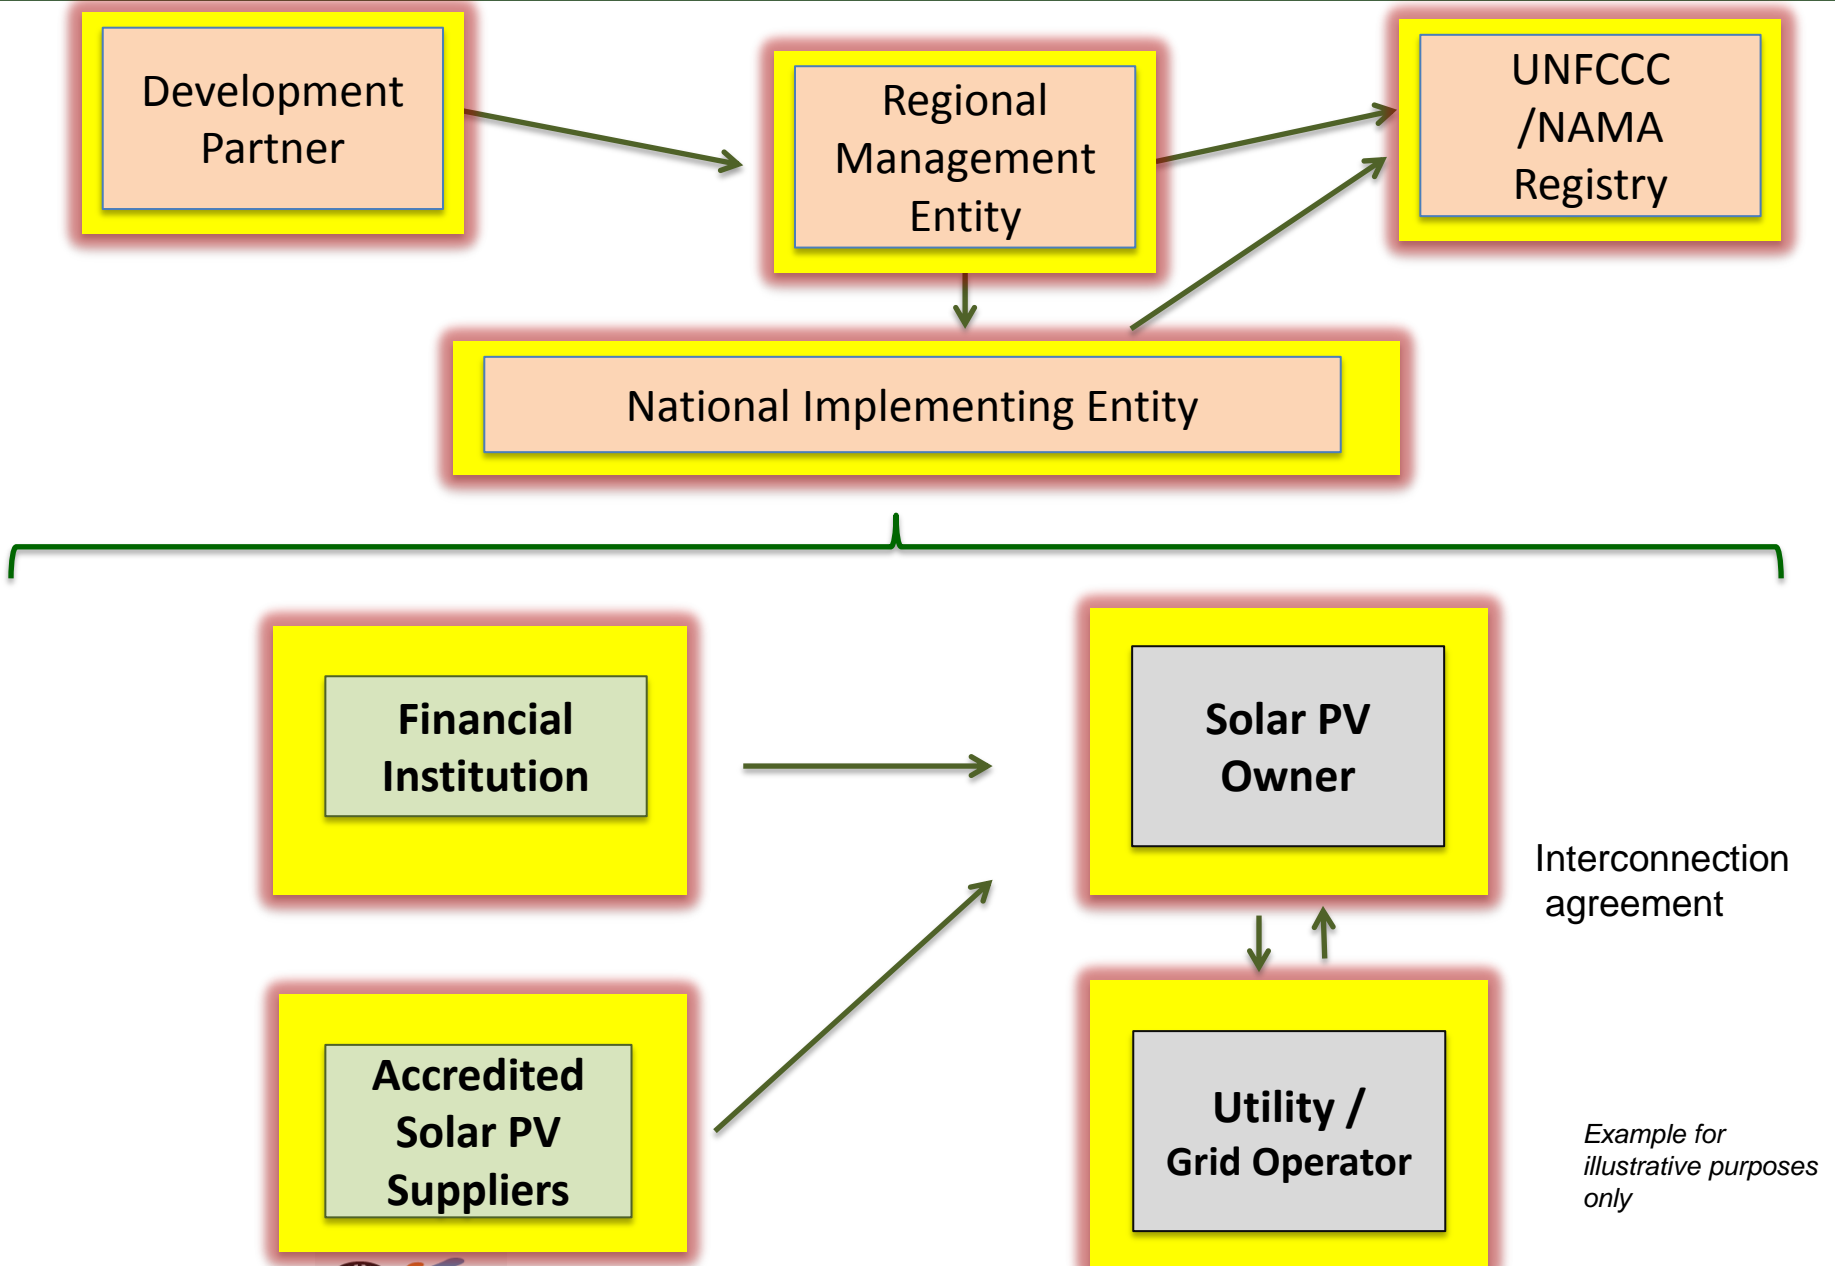 Development
Partner
Regional
Management
Entity
UNFCCC
/NAMA
Registry
National Implementing Entity
Financial
Institution
Solar PV
Owner
Interconnection
agreement
Accredited
Solar PV
Suppliers
Utility /
Grid Operator
Example for
illustrative purposes
only